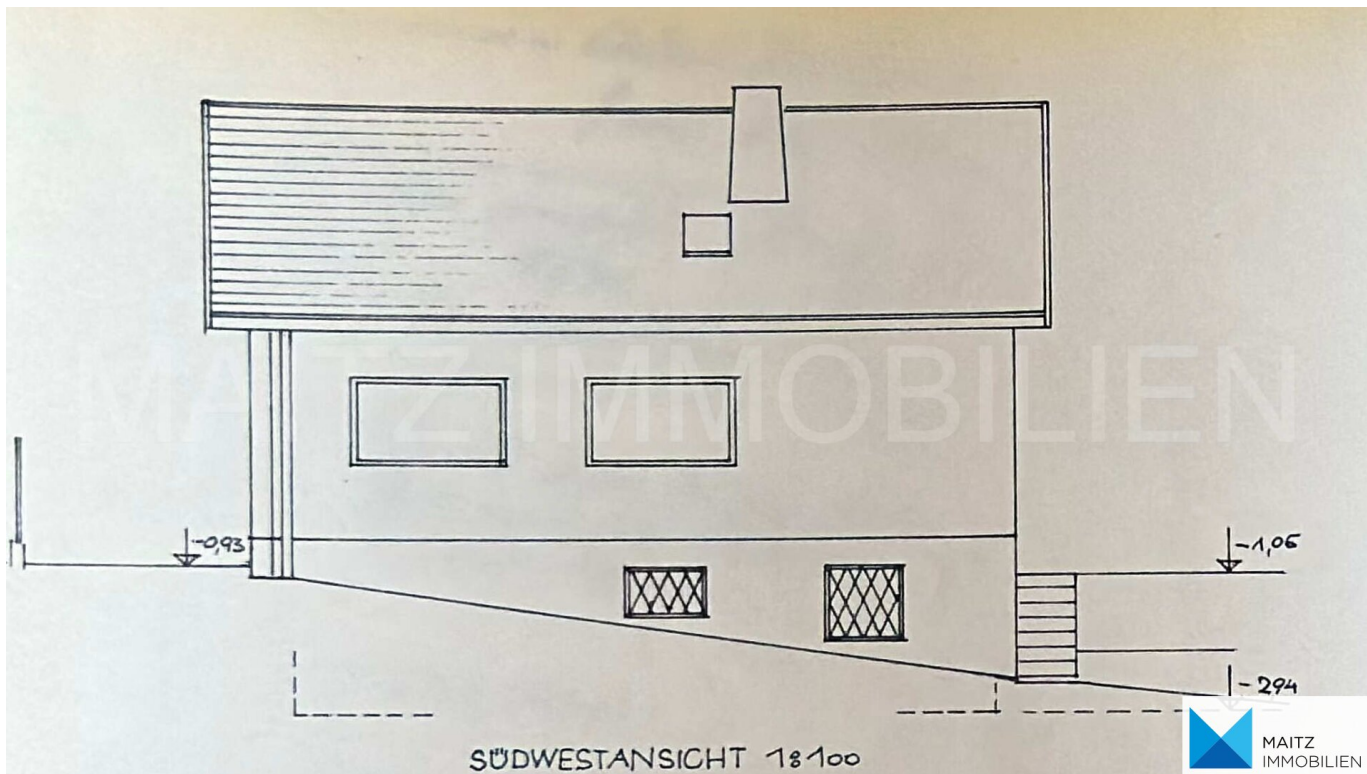 MAITZ IMMOBILIEN
-0,93
-1,06
-294
SÜDWESTANSICHT 1:100
MAITZ
IMMOBILIEN